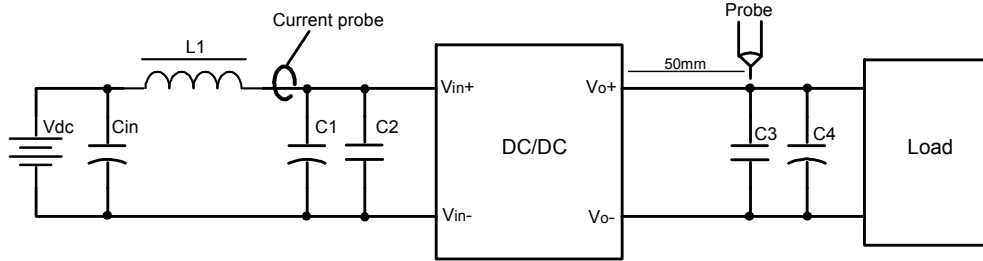 Current probe
Probe
L1
50mm
Vdc
Cin
C1
C2
Vin+
Vo+
DC/DC
C3
C4
Load
Vin-
Vo-